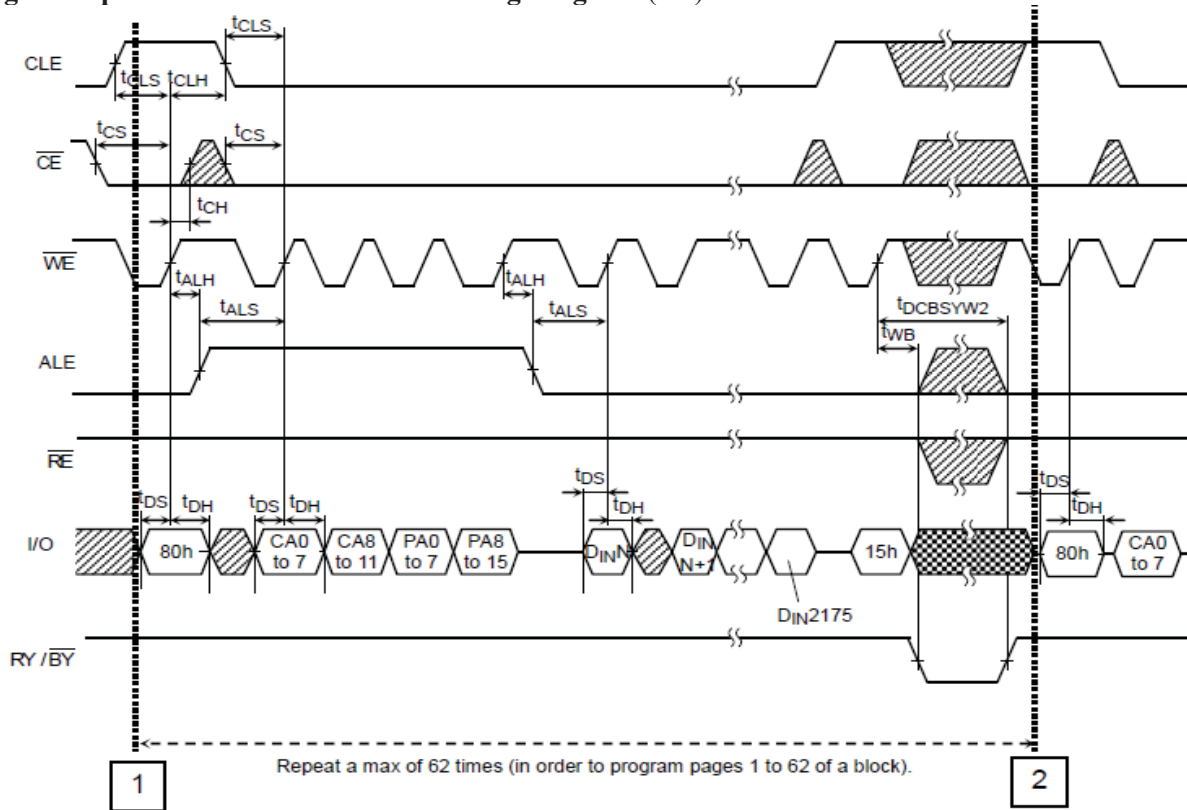 tCLS
CLE
tCLS tCLH
tCS tCS
CE
tCH
WE
tALH tALH
tALS tALS tDCBSYW2
tWB
ALE
RE
tDS tDS
tDS tDH tDS tDH tDH tDH
I/O 80h CA0 to 7 CA8 to 11 PA0 to 7 PA8 to 15 DINN DIN N+1 15h 80h CA0 to 7
DIN2175
RY /BY
Repeat a max of 62 times (in order to program pages 1 to 62 of a block).
1 2